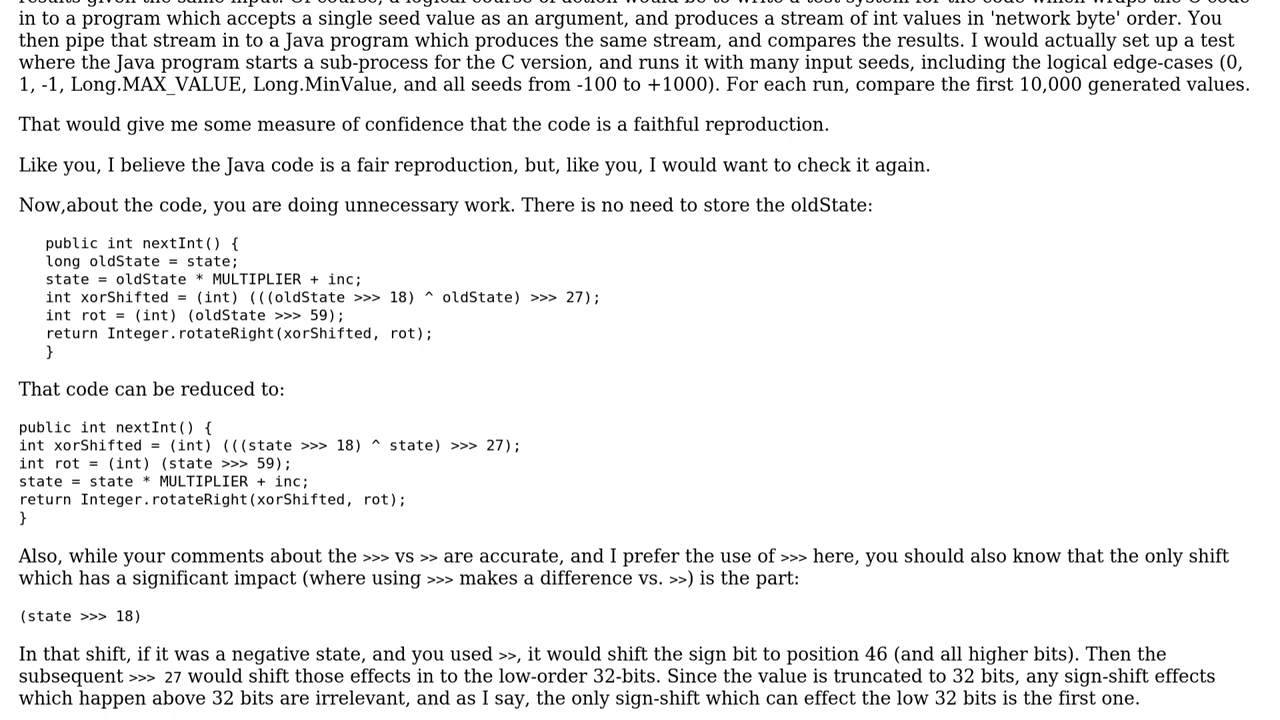 in to a program which accepts a single seed value as an argument, and produces a stream of int values in 'network byte' order. You
then pipe that stream in to a Java program which produces the same stream, and compares the results. I would actually set up a test
where the Java program starts a sub-process for the C version, and runs it with many input seeds, including the logical edge-cases (0,
1, -1, Long.MAX_VALUE, Long.MinValue, and all seeds from -100 to +1000). For each run, compare the first 10,000 generated values.
That would give me some measure of confidence that the code is a faithful reproduction.
Like you, I believe the Java code is a fair reproduction, but, like you, I would want to check it again.
Now,about the code, you are doing unnecessary work. There is no need to store the oldState:
public int nextInt() {
long oldState = state;
state = oldState * MULTIPLIER + inc;
int xorShifted = (int) (((oldState >>> 18) ^ oldState) >>> 27);
int rot = (int) (oldState >>> 59);
return Integer.rotateRight(xorShifted, rot);
}
That code can be reduced to:
public int nextInt() {
int xorShifted = (int) (((state >>> 18) ^ state) >>> 27);
int rot = (int) (state >>> 59);
state = state * MULTIPLIER + inc;
return Integer.rotateRight(xorShifted, rot);
}
Also, while your comments about the >>> vs >> are accurate, and I prefer the use of >>> here, you should also know that the only shift
which has a significant impact (where using >>> makes a difference vs. >>) is the part:
(state >>> 18)
In that shift, if it was a negative state, and you used >>, it would shift the sign bit to position 46 (and all higher bits). Then the
subsequent >>> 27 would shift those effects in to the low-order 32-bits. Since the value is truncated to 32 bits, any sign-shift effects
which happen above 32 bits are irrelevant, and as I say, the only sign-shift which can effect the low 32 bits is the first one.